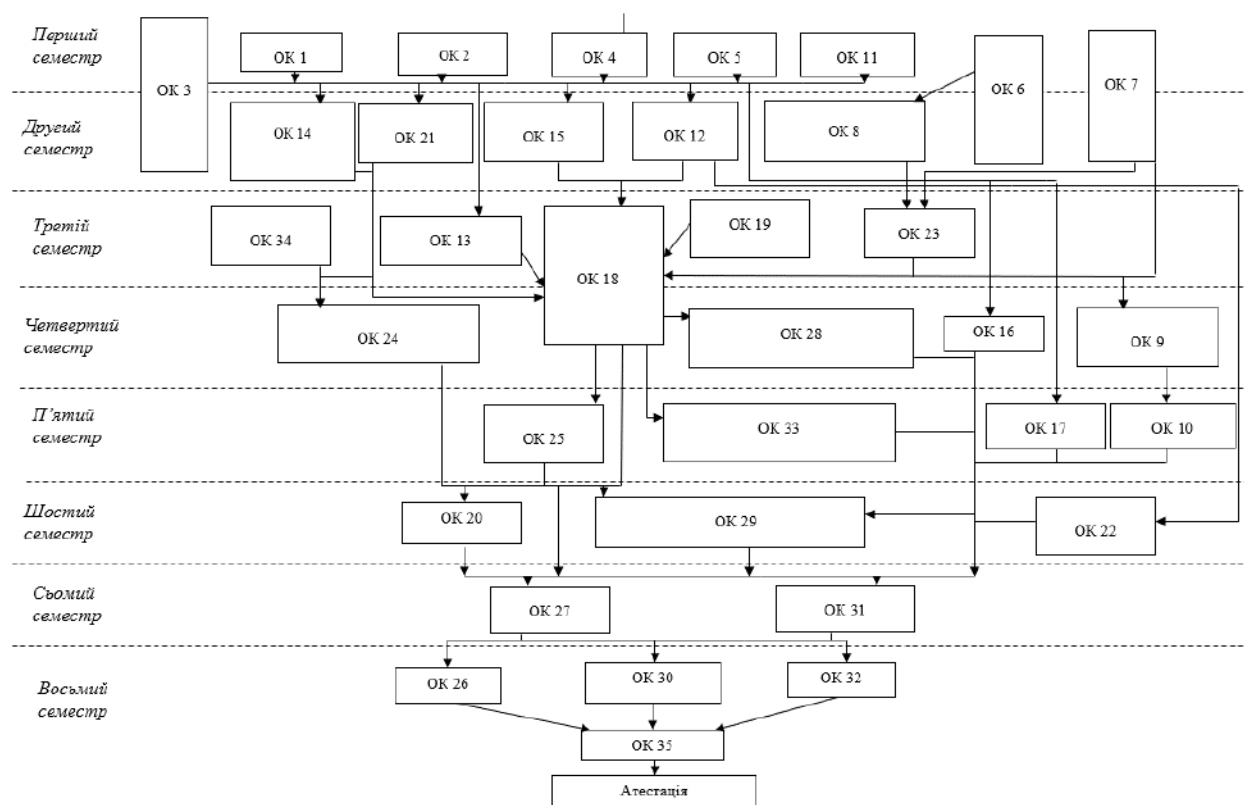 Перший
семестр
ОК 3
ОК 1
ОК 2
ОК 4
ОК 5
ОК 11
ОК 6
ОК 7
Другий
семестр
ОК 14
ОК 21
ОК 15
ОК 12
ОК 8
Третій
семестр
ОК 34
ОК 13
ОК 18
ОК 19
ОК 23
Четвертий
семестр
ОК 24
ОК 28
ОК 16
ОК 9
П’ятий
семестр
ОК 25
ОК 33
ОК 17
ОК 10
Шостий
семестр
ОК 20
ОК 29
ОК 22
Сьомий
семестр
ОК 27
ОК 31
Восьмий
семестр
ОК 26
ОК 30
ОК 32
ОК 35
Атестація